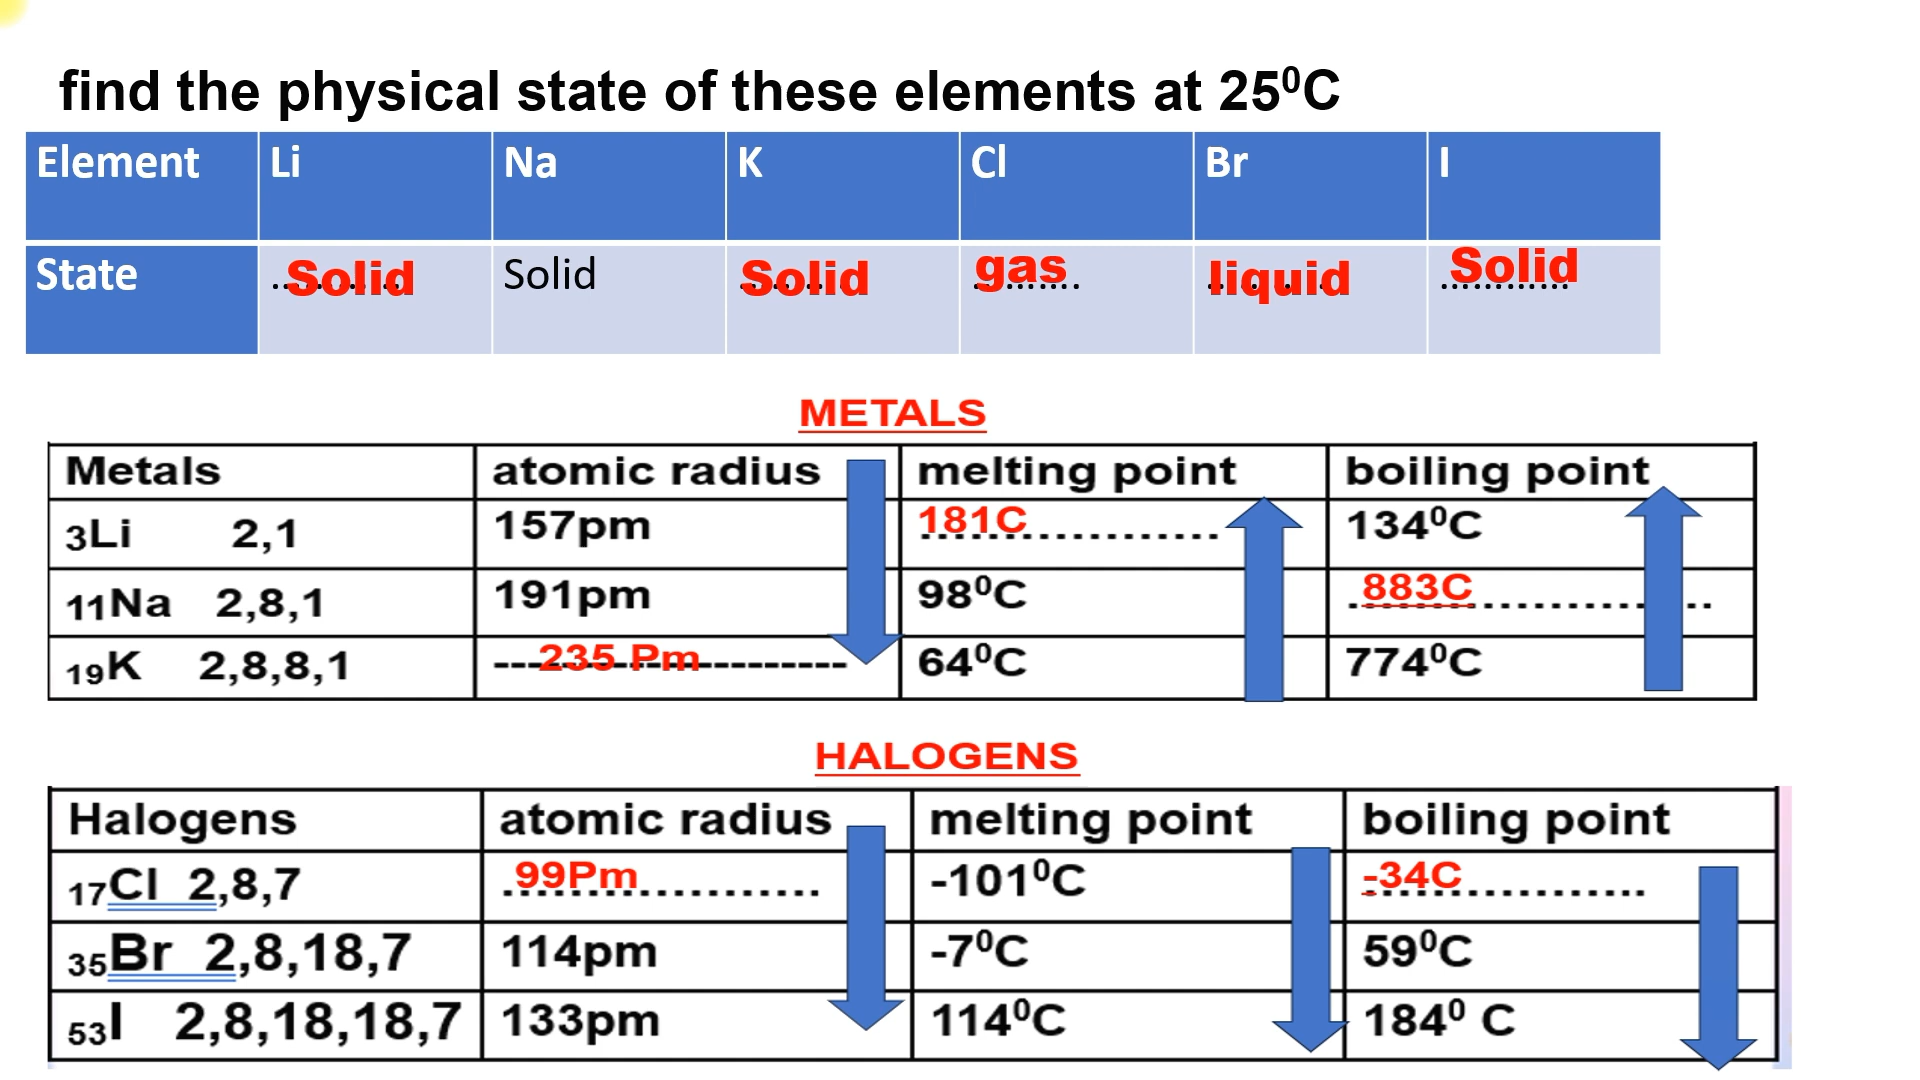 find the physical state of these elements at 25⁰C
Element Li Na K Cl Br I
State ............Solid Solid ............Solid ..........gas ............liquid ............Solid
METALS
Metals atomic radius melting point boiling point
₃Li 2,1 157pm 181C.................. 134⁰C
₁₁Na 2,8,1 191pm 98⁰C 883C......................
₁₉K 2,8,8,1 ---235 Pm----------- 64⁰C 774⁰C
HALOGENS
Halogens atomic radius melting point boiling point
₁₇Cl 2,8,7 99Pm.................. -101⁰C -34C.................
₃₅Br 2,8,18,7 114pm -7⁰C 59⁰C
₅₃I 2,8,18,18,7 133pm 114⁰C 184⁰ C